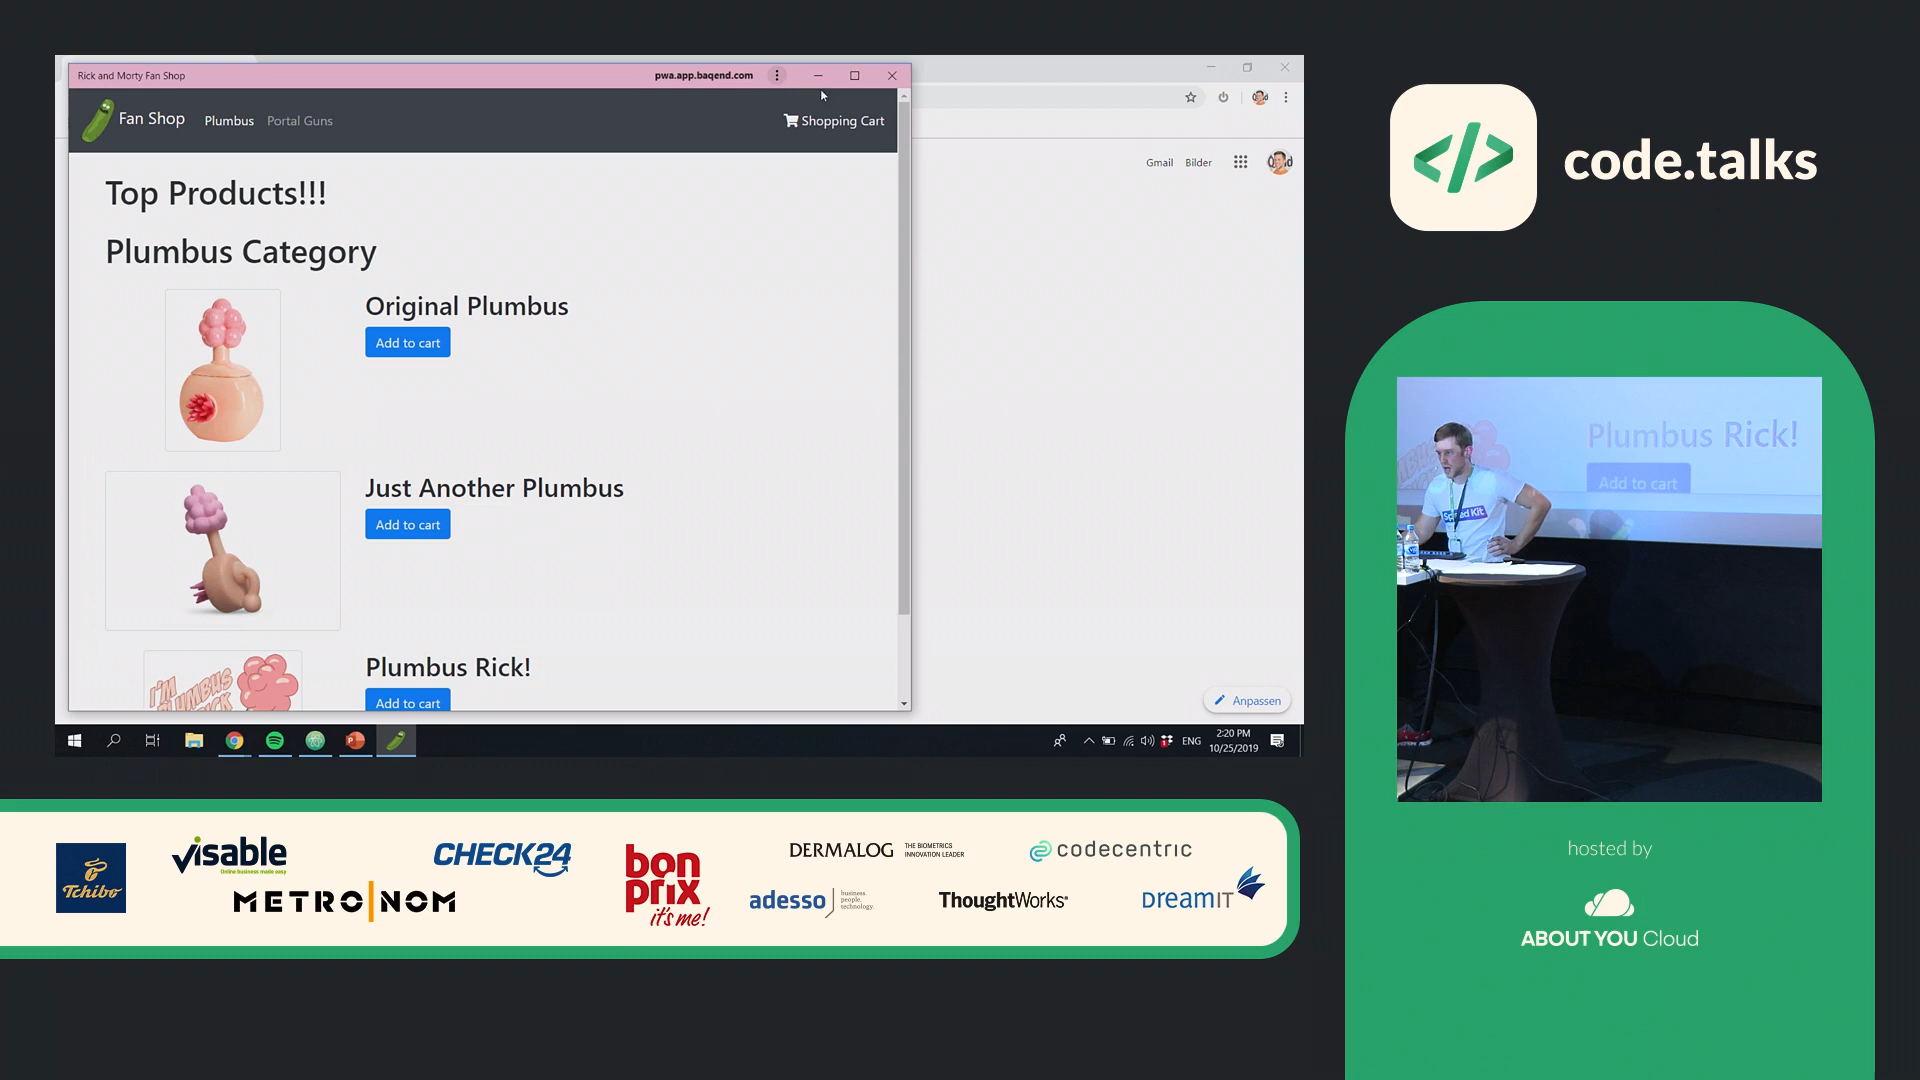 Rick and Morty Fan Shop
pwa.app.baqend.com
Fan Shop
Plumbus
Portal Guns
Shopping Cart
Top Products!!!
Plumbus Category
Original Plumbus
Add to cart
Just Another Plumbus
Add to cart
I'M
Plumbus Rick!
Add to cart
Gmail
Bilder
Anpassen
ENG
2:20 PM
10/25/2019
</>
code.talks
Plumbus Rick!
Add to cart
hosted by
ABOUT YOU Cloud
Tchibo
visable
Online business made easy
METRONOM
CHECK24
bon
prix
it's me!
DERMALOG
THE BIOMETRICS
INNOVATION LEADER
adesso
business.
people.
technology.
codecentric
ThoughtWorks®
DREAMIT